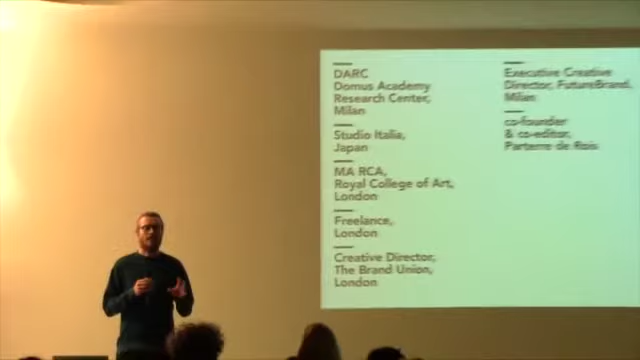 DARC
Domus Academy
Research Center,
Milan
Studio Italia,
Japan
MA RCA,
Royal College of Art,
London
Freelance,
London
Creative Director,
The Brand Union,
London
Executive Creative
Director, FutureBrand,
Milan
co-founder
& co-editor,
Parterre de Rois